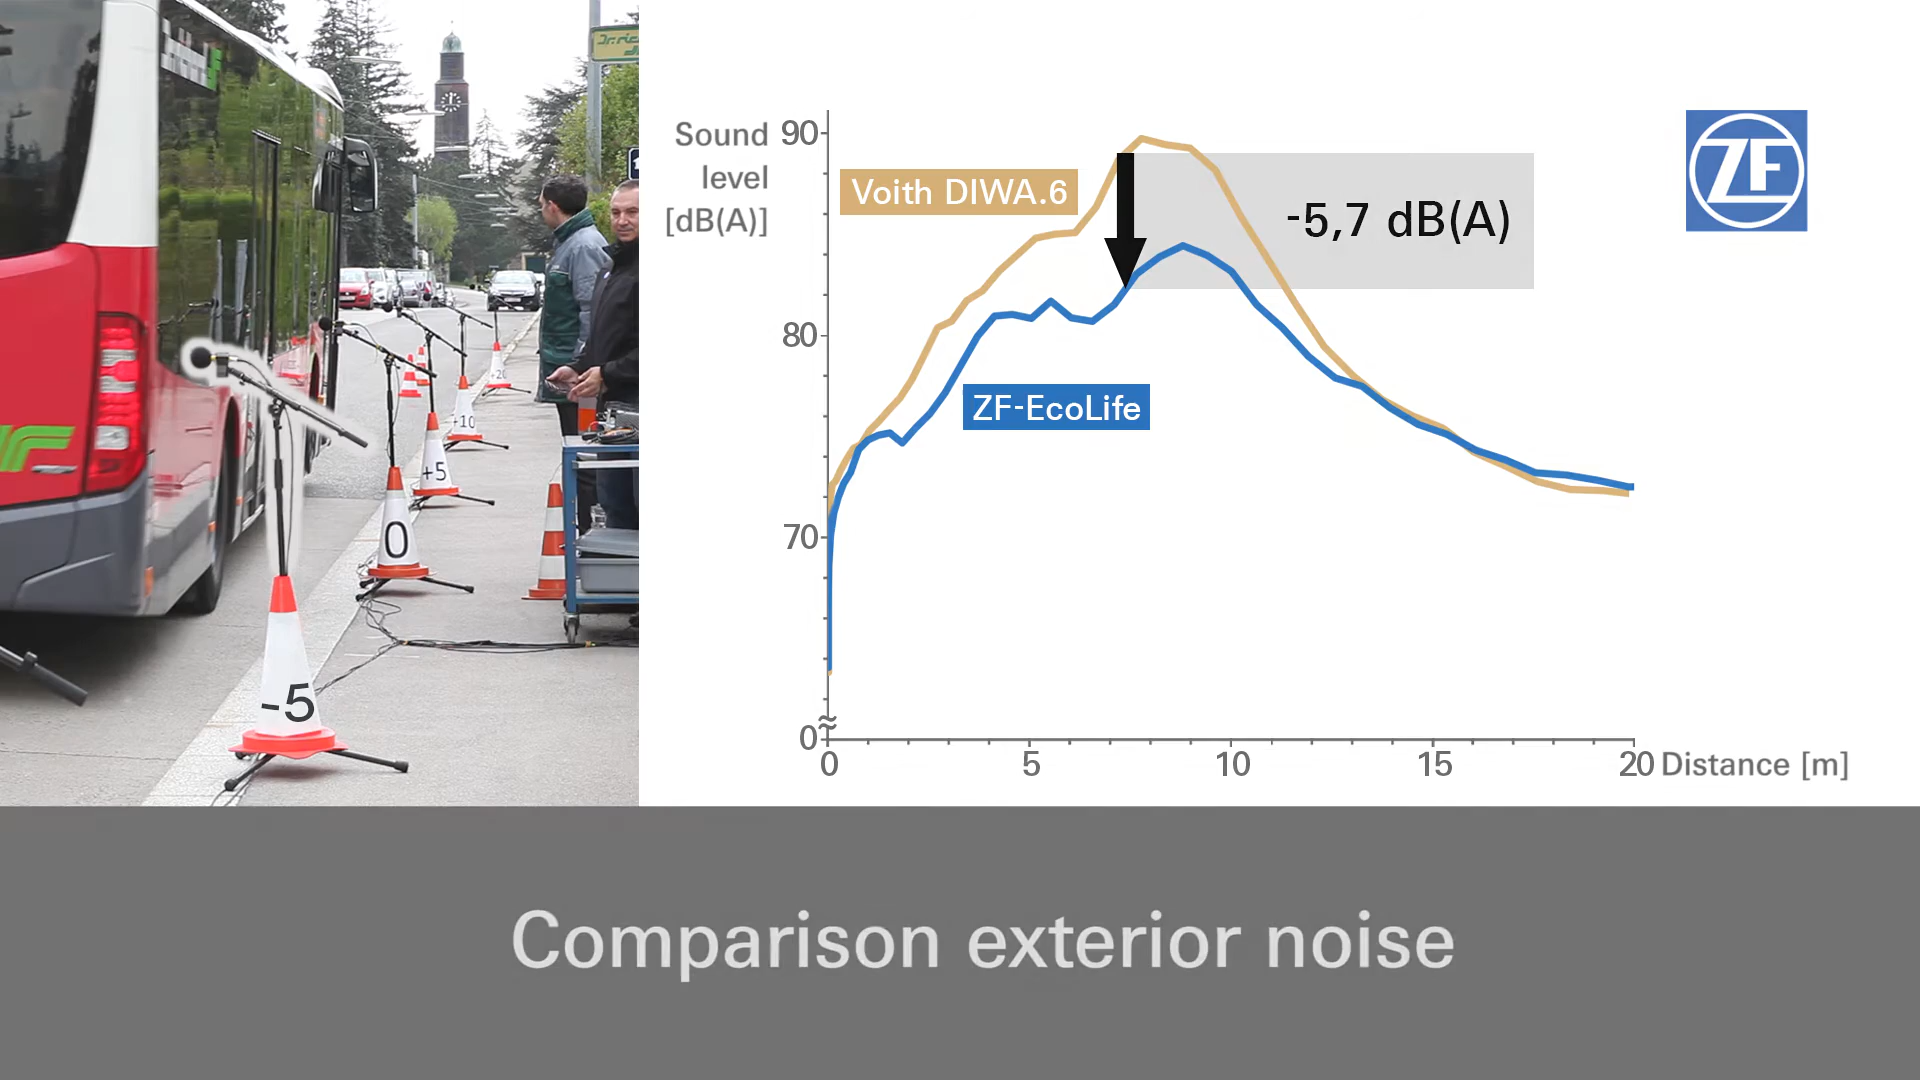 -5
0
+5
+10
+20
Sound
level
[dB(A)]
90
80
70
0
Voith DIWA.6
ZF-EcoLife
-5,7 dB(A)
ZF
0 5 10 15 20 Distance [m]
Comparison exterior noise